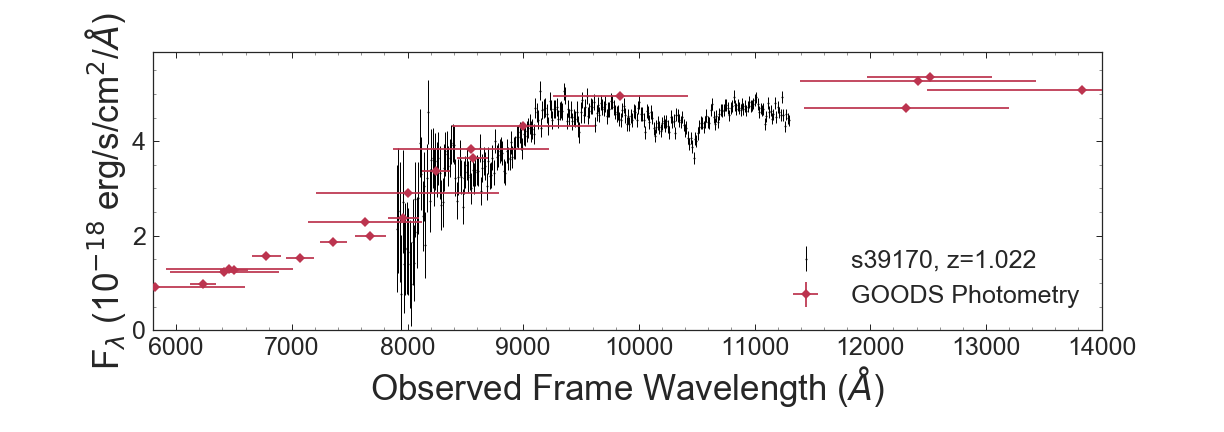 F_λ (10^−18 erg/s/cm^2/Å)
4
2
0
s39170, z=1.022
GOODS Photometry
6000 7000 8000 9000 10000 11000 12000 13000 14000
Observed Frame Wavelength (Å)